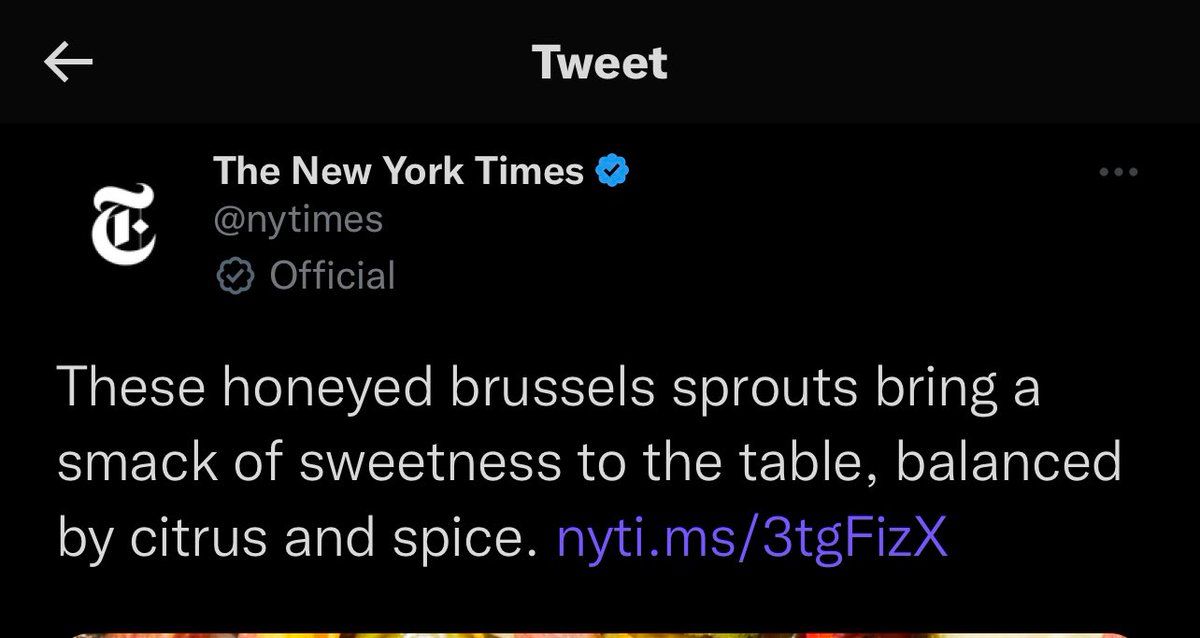 Tweet
The New York Times
@nytimes
Official
These honeyed brussels sprouts bring a
smack of sweetness to the table, balanced
by citrus and spice. nyti.ms/3tgFizX